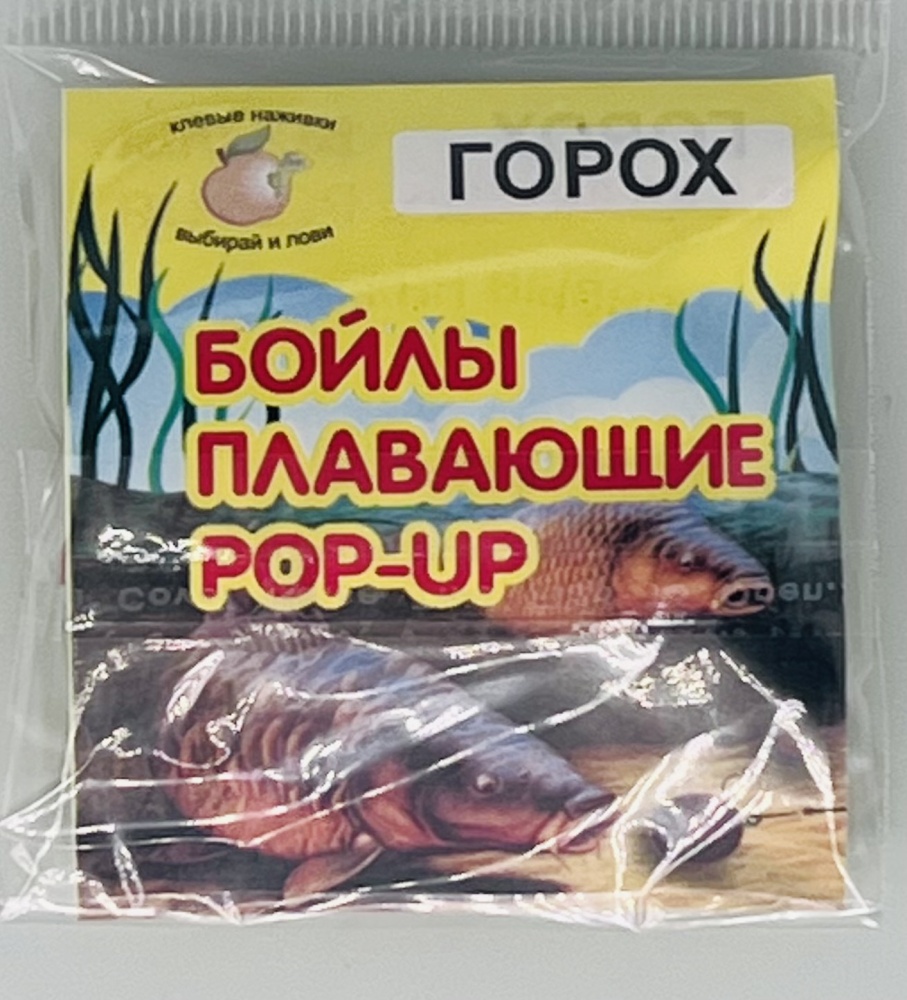 клевые наживки
выбирай и лови
ГОРОХ
БОЙЛЫ
ПЛАВАЮЩИЕ
POP-UP